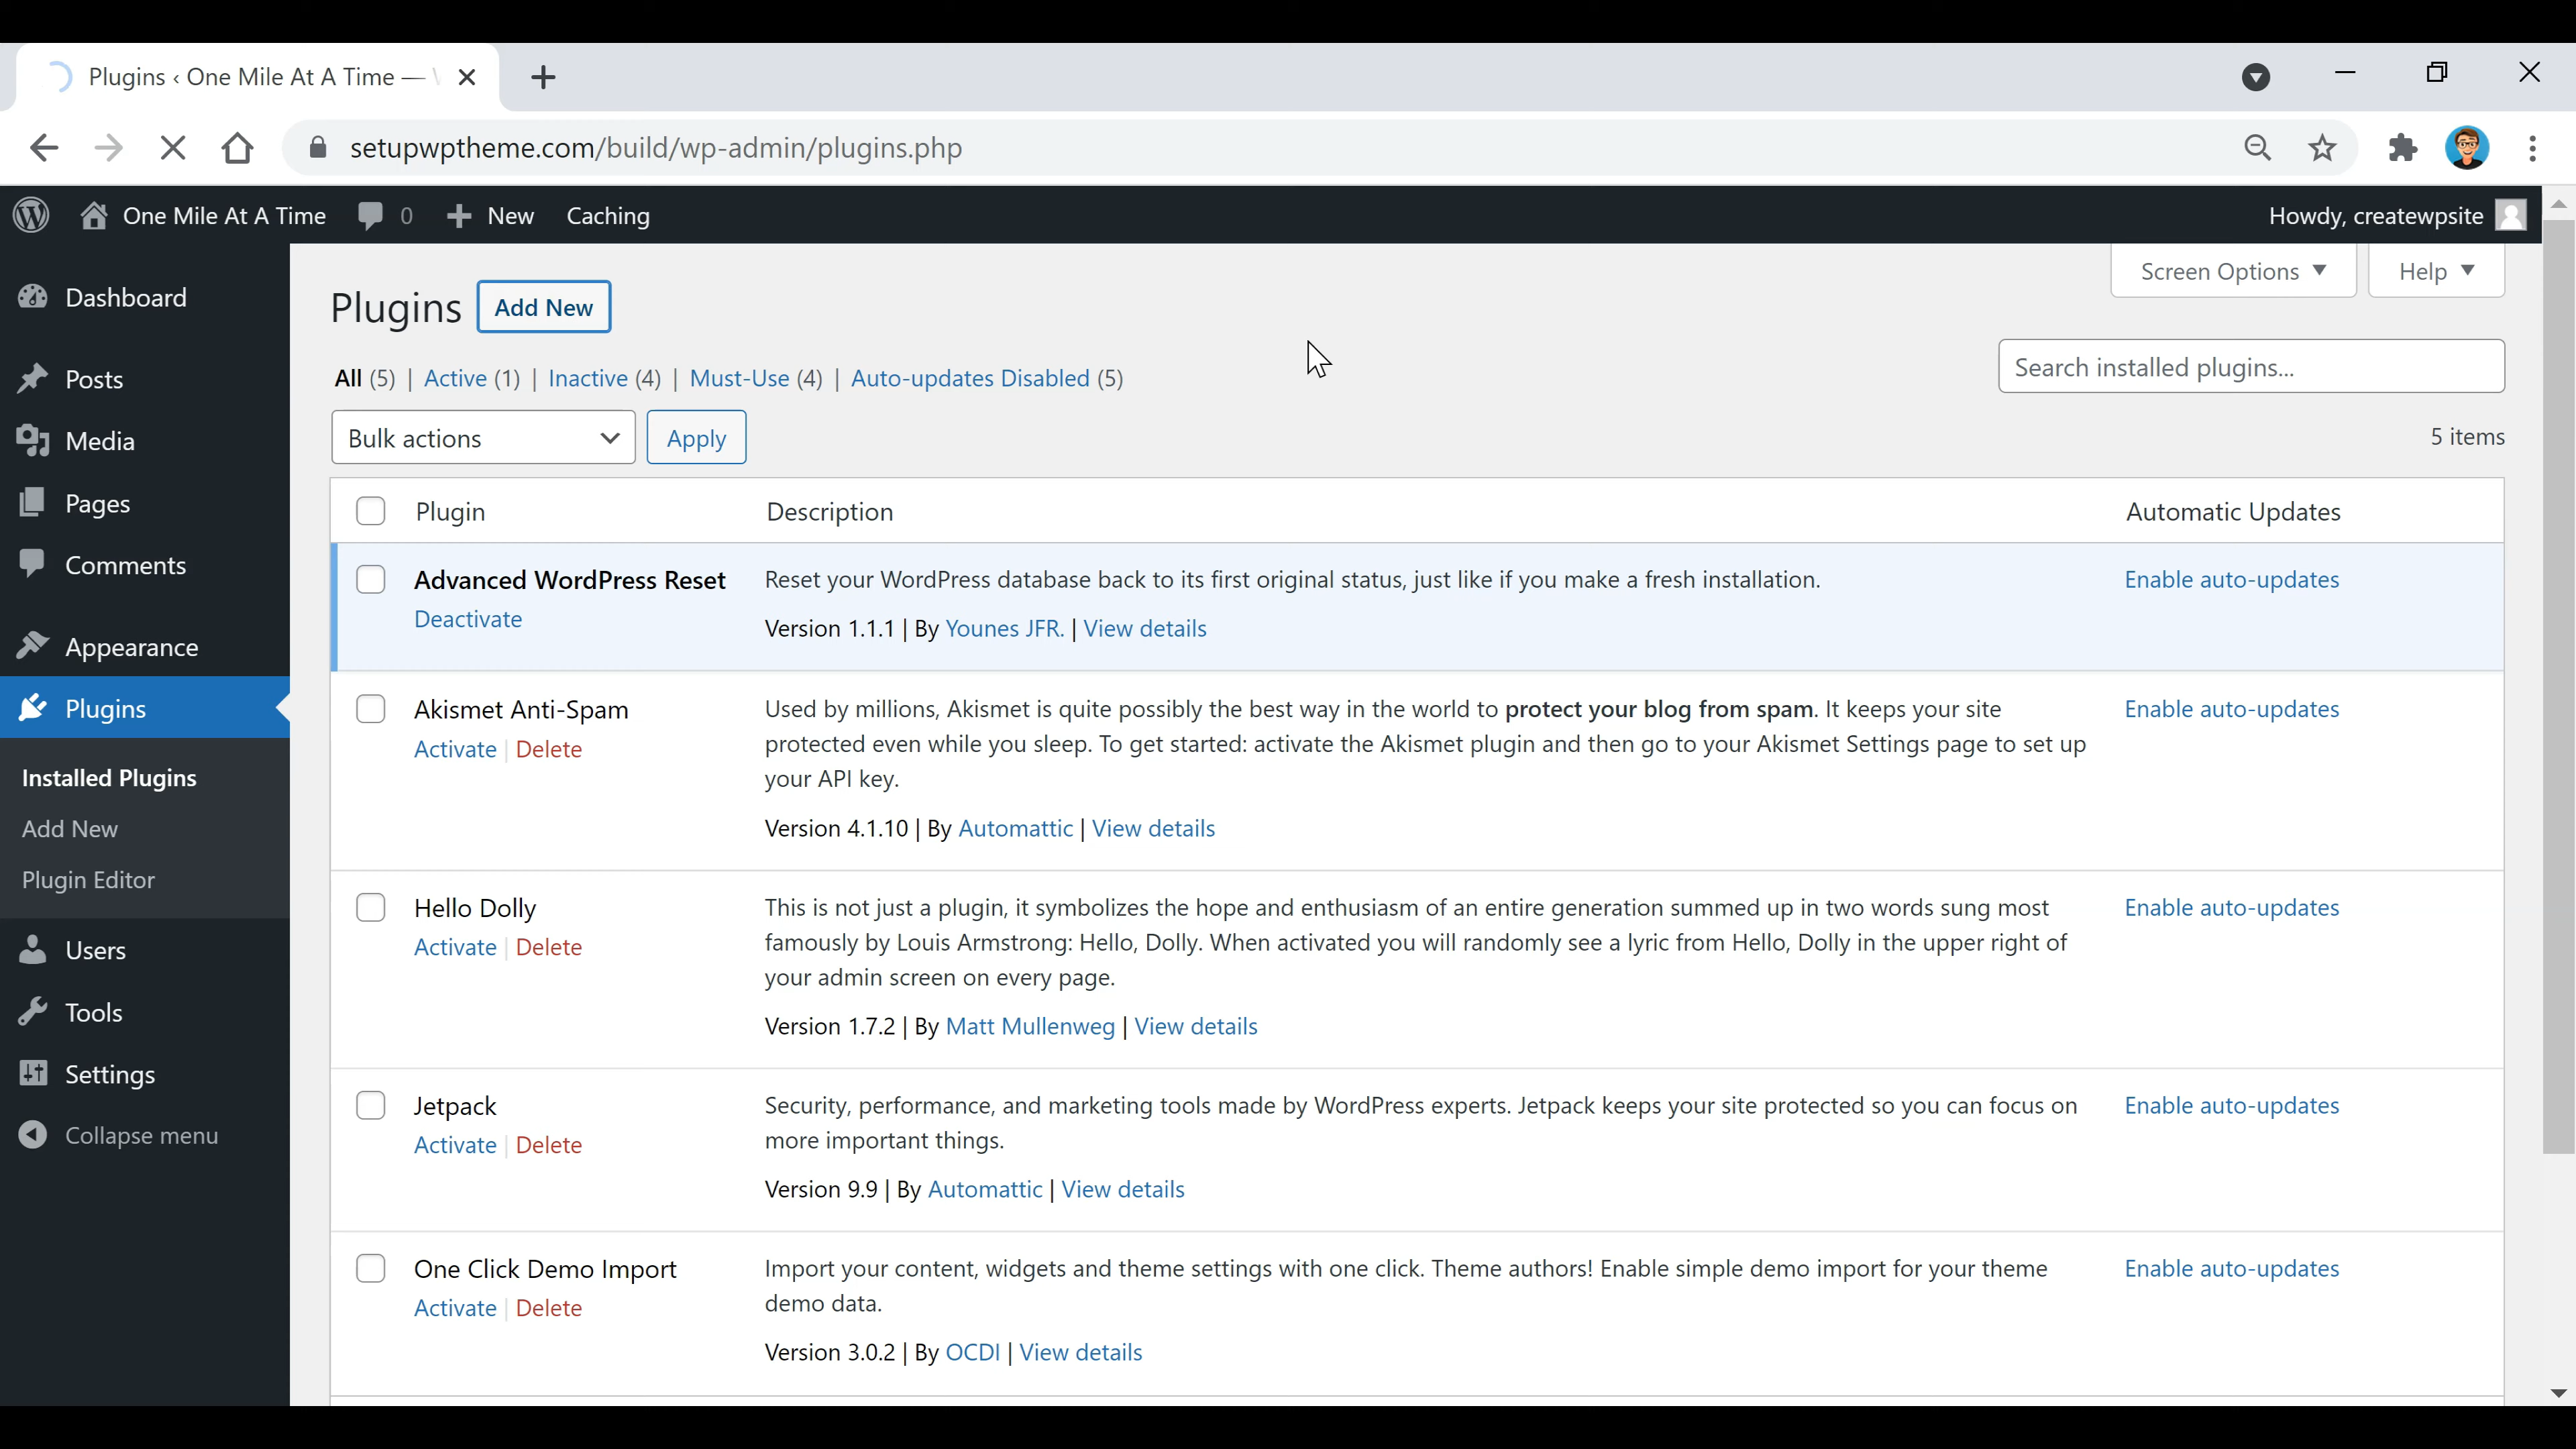 Plugins ‹ One Mile At A Time —
setupwptheme.com/build/wp-admin/plugins.php
One Mile At A Time 0 New Caching Howdy, createwpsite
Screen Options Help
Dashboard
Posts
Media
Pages
Comments
Appearance
Plugins
Installed Plugins
Add New
Plugin Editor
Users
Tools
Settings
Collapse menu
Plugins Add New
All (5) | Active (1) | Inactive (4) | Must-Use (4) | Auto-updates Disabled (5)
Search installed plugins...
Bulk actions Apply
5 items
Plugin Description Automatic Updates
Advanced WordPress Reset
Deactivate
Reset your WordPress database back to its first original status, just like if you make a fresh installation.
Version 1.1.1 | By Younes JFR. | View details
Enable auto-updates
Akismet Anti-Spam
Activate | Delete
Used by millions, Akismet is quite possibly the best way in the world to protect your blog from spam. It keeps your site
protected even while you sleep. To get started: activate the Akismet plugin and then go to your Akismet Settings page to set up
your API key.
Version 4.1.10 | By Automattic | View details
Enable auto-updates
Hello Dolly
Activate | Delete
This is not just a plugin, it symbolizes the hope and enthusiasm of an entire generation summed up in two words sung most
famously by Louis Armstrong: Hello, Dolly. When activated you will randomly see a lyric from Hello, Dolly in the upper right of
your admin screen on every page.
Version 1.7.2 | By Matt Mullenweg | View details
Enable auto-updates
Jetpack
Activate | Delete
Security, performance, and marketing tools made by WordPress experts. Jetpack keeps your site protected so you can focus on
more important things.
Version 9.9 | By Automattic | View details
Enable auto-updates
One Click Demo Import
Activate | Delete
Import your content, widgets and theme settings with one click. Theme authors! Enable simple demo import for your theme
demo data.
Version 3.0.2 | By OCDI | View details
Enable auto-updates